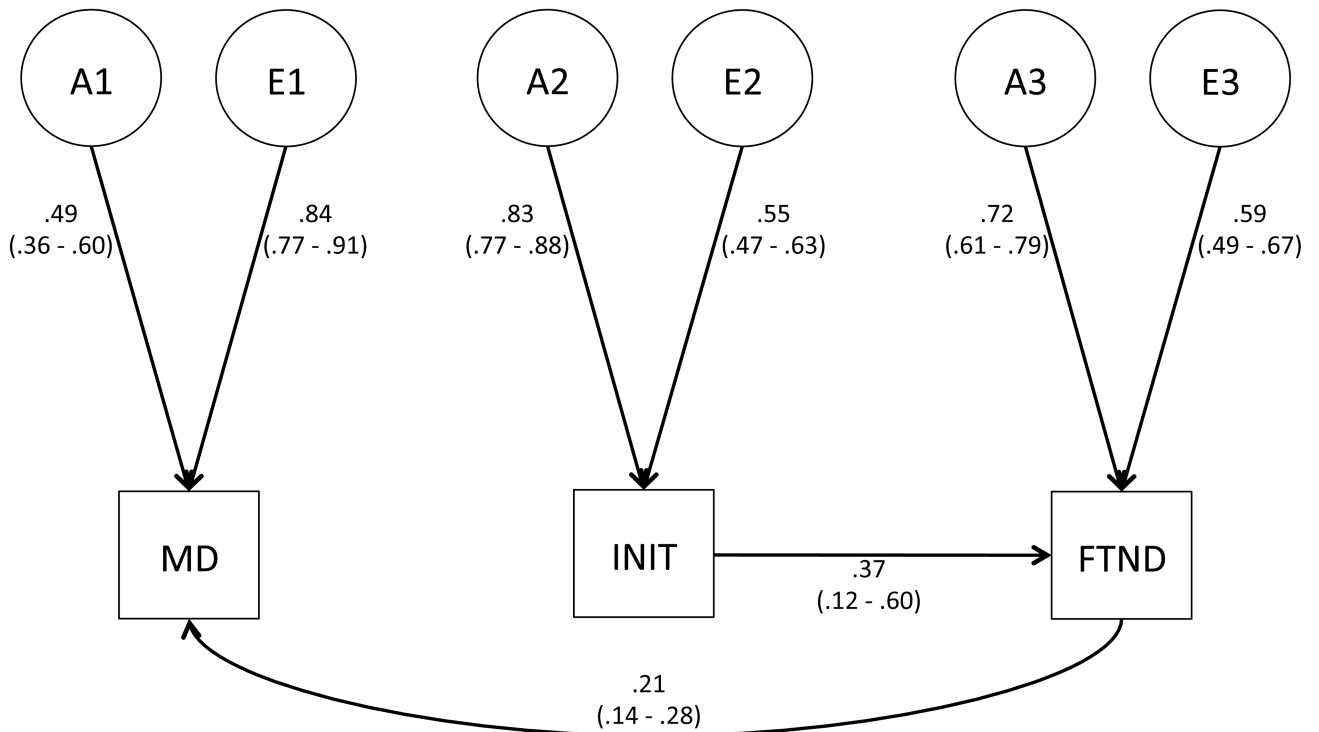 A1
E1
A2
E2
A3
E3
.49
(.36 - .60)
.84
(.77 - .91)
.83
(.77 - .88)
.55
(.47 - .63)
.72
(.61 - .79)
.59
(.49 - .67)
MD
INIT
FTND
.37
(.12 - .60)
.21
(.14 - .28)